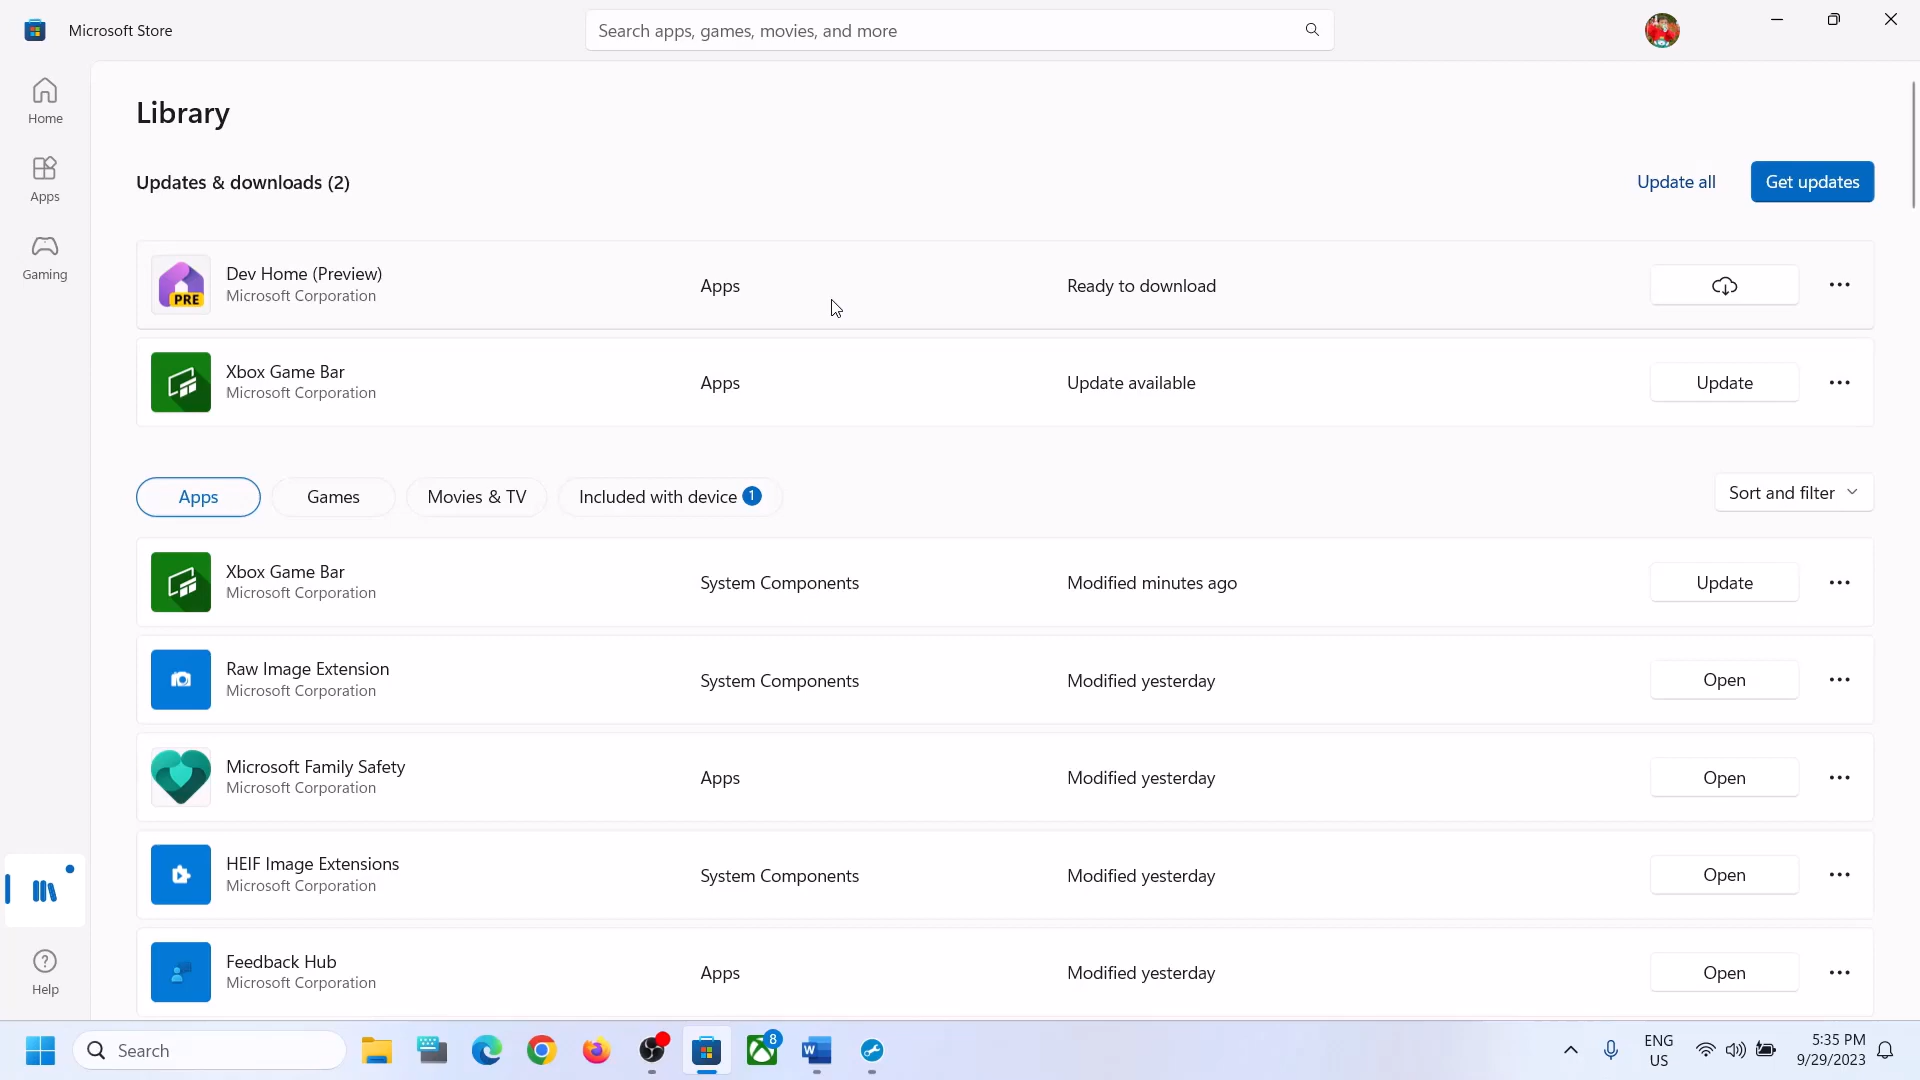 Microsoft Store
Search apps, games, movies, and more
Home
Apps
Gaming
Library
Updates & downloads (2)
Update all
Get updates
PRE
Dev Home (Preview)
Microsoft Corporation
Apps
Ready to download
Xbox Game Bar
Microsoft Corporation
Apps
Update available
Update
Apps
Games
Movies & TV
Included with device 1
Sort and filter
Xbox Game Bar
Microsoft Corporation
System Components
Modified minutes ago
Update
Raw Image Extension
Microsoft Corporation
System Components
Modified yesterday
Open
Microsoft Family Safety
Microsoft Corporation
Apps
Modified yesterday
Open
HEIF Image Extensions
Microsoft Corporation
System Components
Modified yesterday
Open
Feedback Hub
Microsoft Corporation
Apps
Modified yesterday
Open
Help
Search
8
W
ENG
US
5:35 PM
9/29/2023